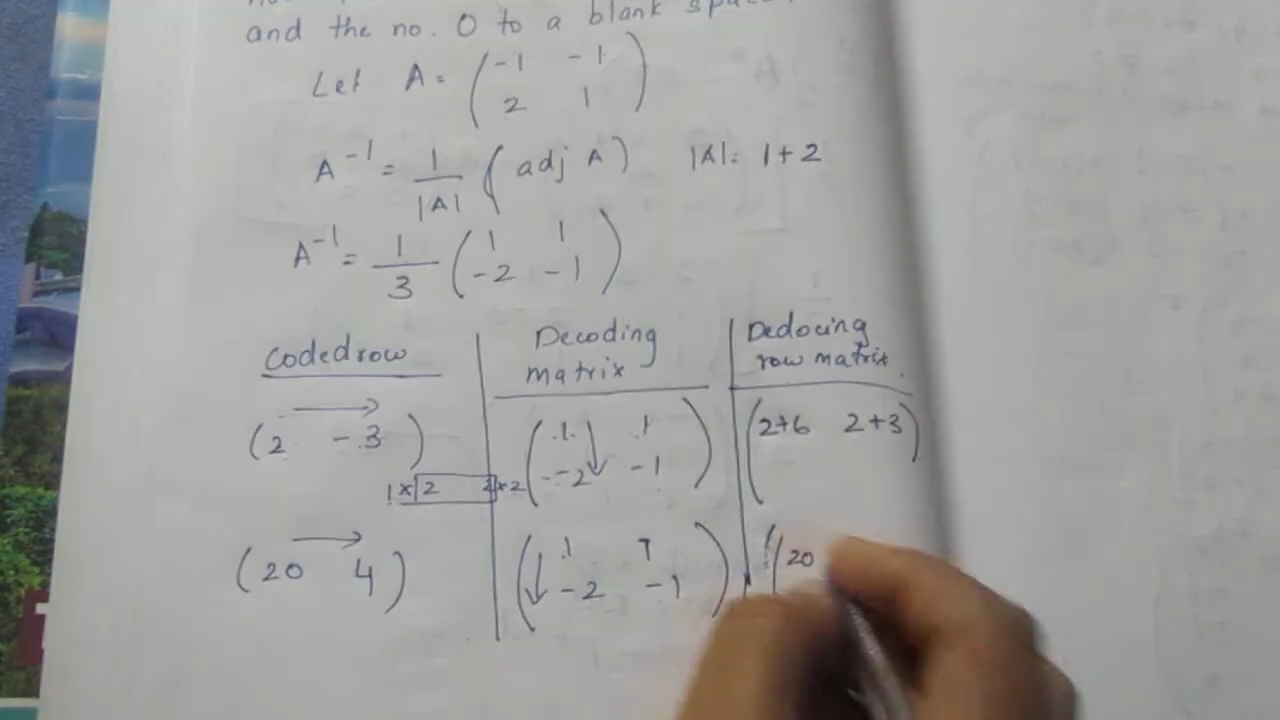 and the no. 0 to a blank space.
Let A = ( -1 -1
2 1 )
A^-1 = 1/|A| ( adj A ) |A| = 1+2
A^-1 = 1/3 ( 1 1
-2 -1 )
Coded row Decoding matrix Dedocing row matrix.
(2 -3) ( 1 1 (2+6 2+3)
-2 -1 )
1×2 2×2
(20 4) ( 1 1 (20
-2 -1 )